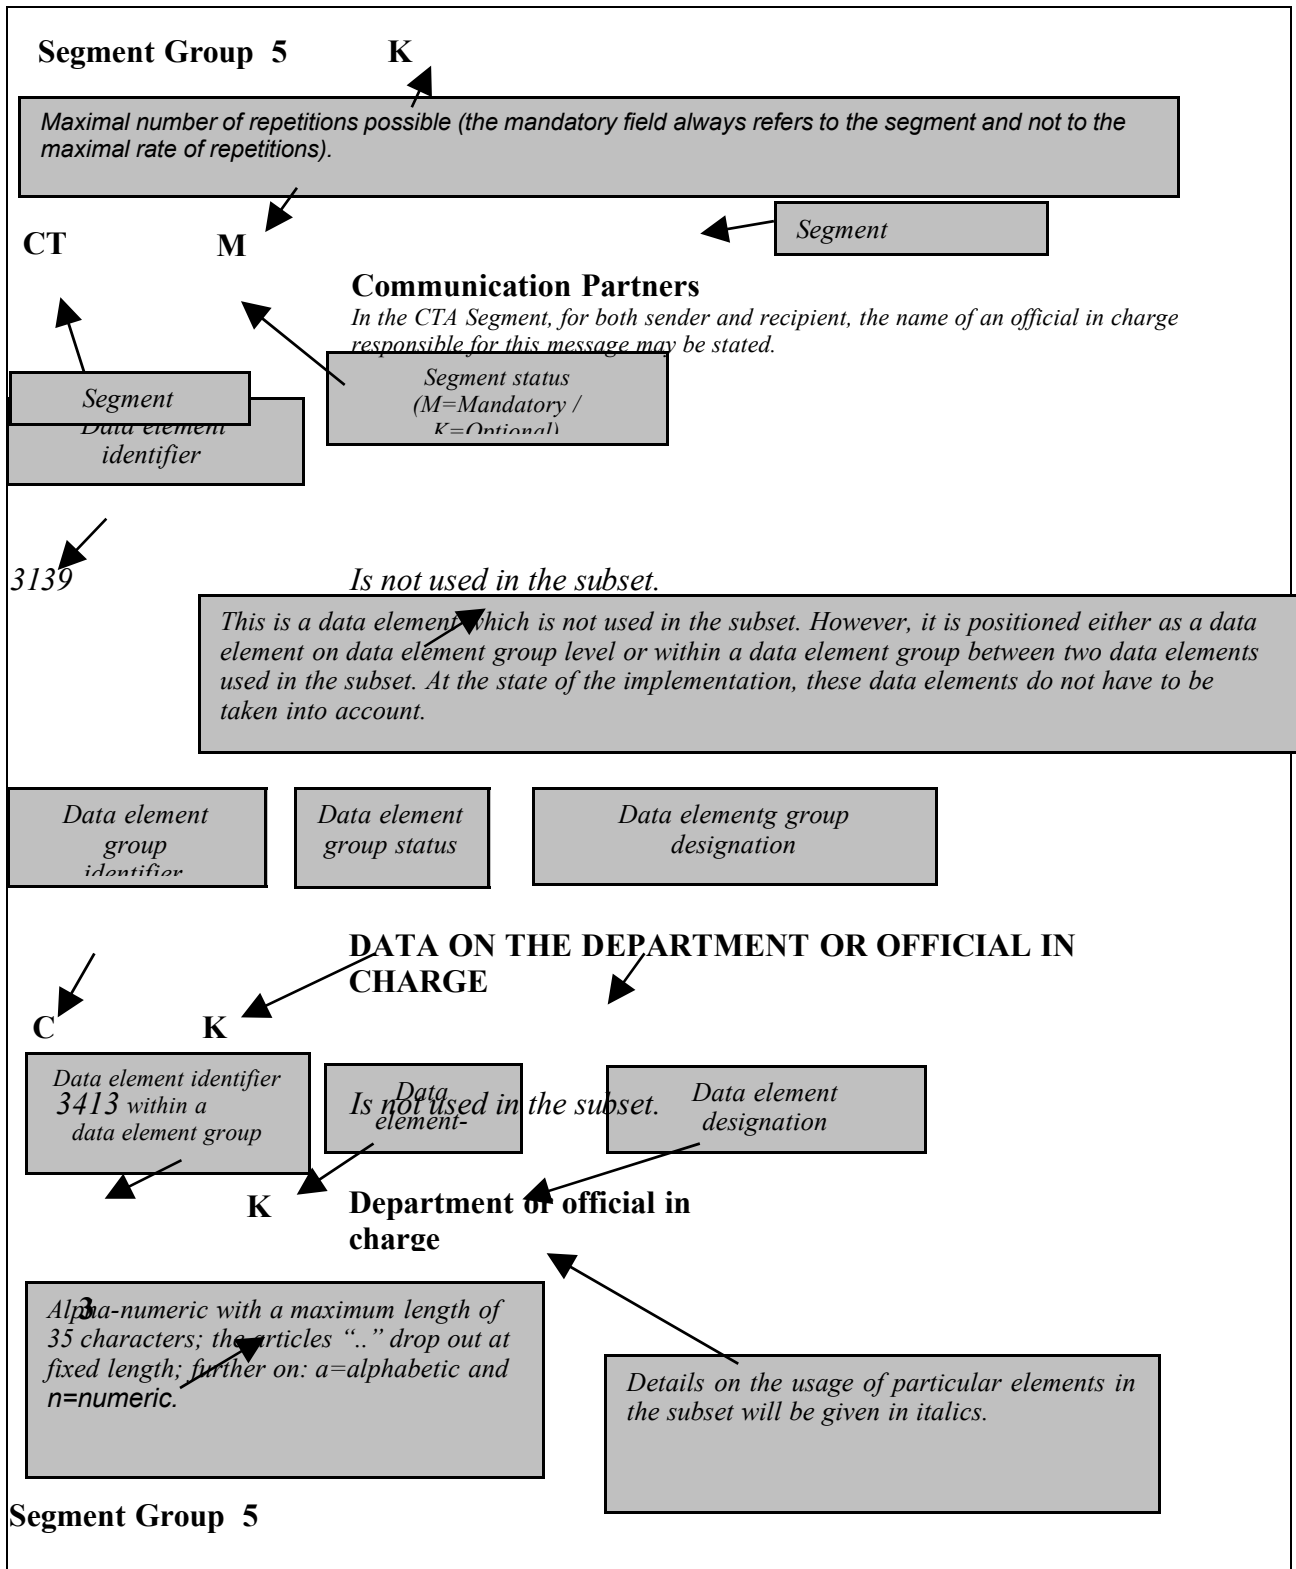 Segment Group 5 K
Maximal number of repetitions possible (the mandatory field always refers to the segment and not to the
maximal rate of repetitions).
Segment
CT M
Communication Partners
In the CTA Segment, for both sender and recipient, the name of an official in charge
responsible for this message may be stated.
Segment status
(M=Mandatory /
K=Optional)
Segment
Data element
identifier
3139 Is not used in the subset.
This is a data element which is not used in the subset. However, it is positioned either as a data
element on data element group level or within a data element group between two data elements
used in the subset. At the state of the implementation, these data elements do not have to be
taken into account.
Data element
group
identifier
Data element
group status
Data elementg group
designation
DATA ON THE DEPARTMENT OR OFFICIAL IN
CHARGE
C K
Data element identifier
3413 within a
data element group
Data
element-
Is not used in the subset.
Data element
designation
K Department or official in
charge
3
Alpha-numeric with a maximum length of
35 characters; the articles “..” drop out at
fixed length; further on: a=alphabetic and
n=numeric.
Details on the usage of particular elements in
the subset will be given in italics.
Segment Group 5